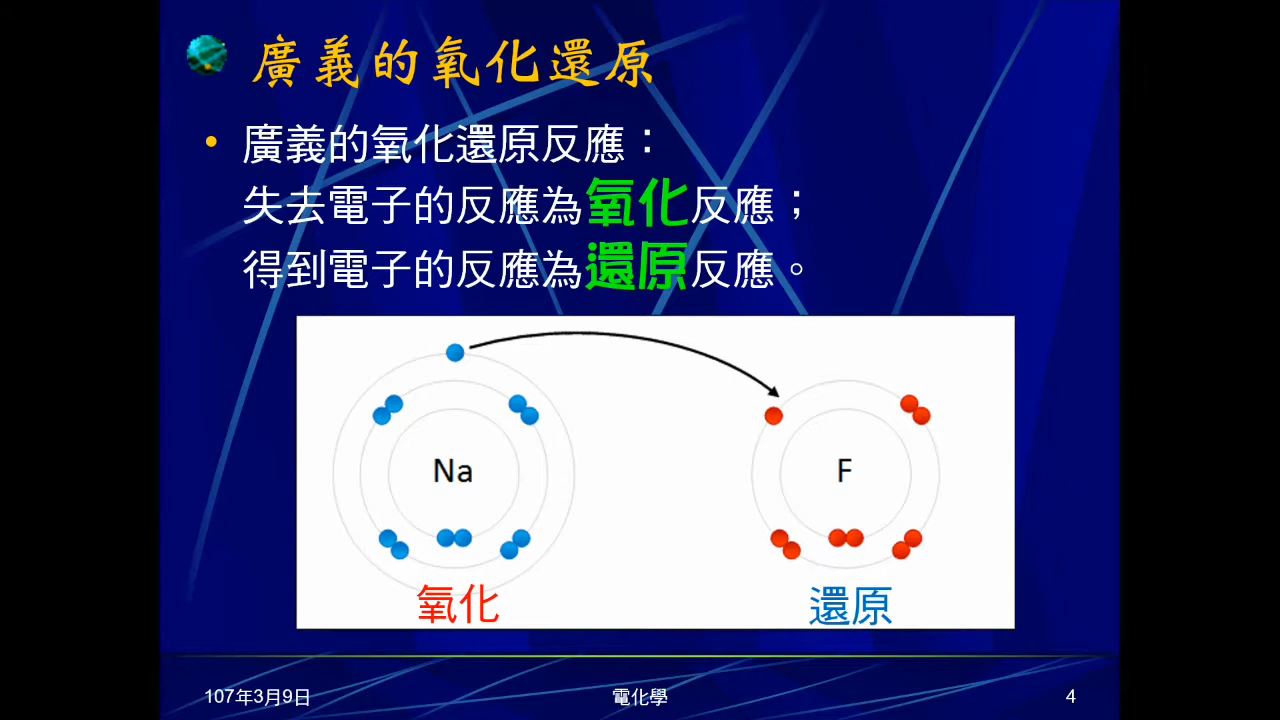 廣義的氧化還原
• 廣義的氧化還原反應：
失去電子的反應為氧化反應；
得到電子的反應為還原反應。
Na
F
氧化
還原
107年3月9日
電化學
4